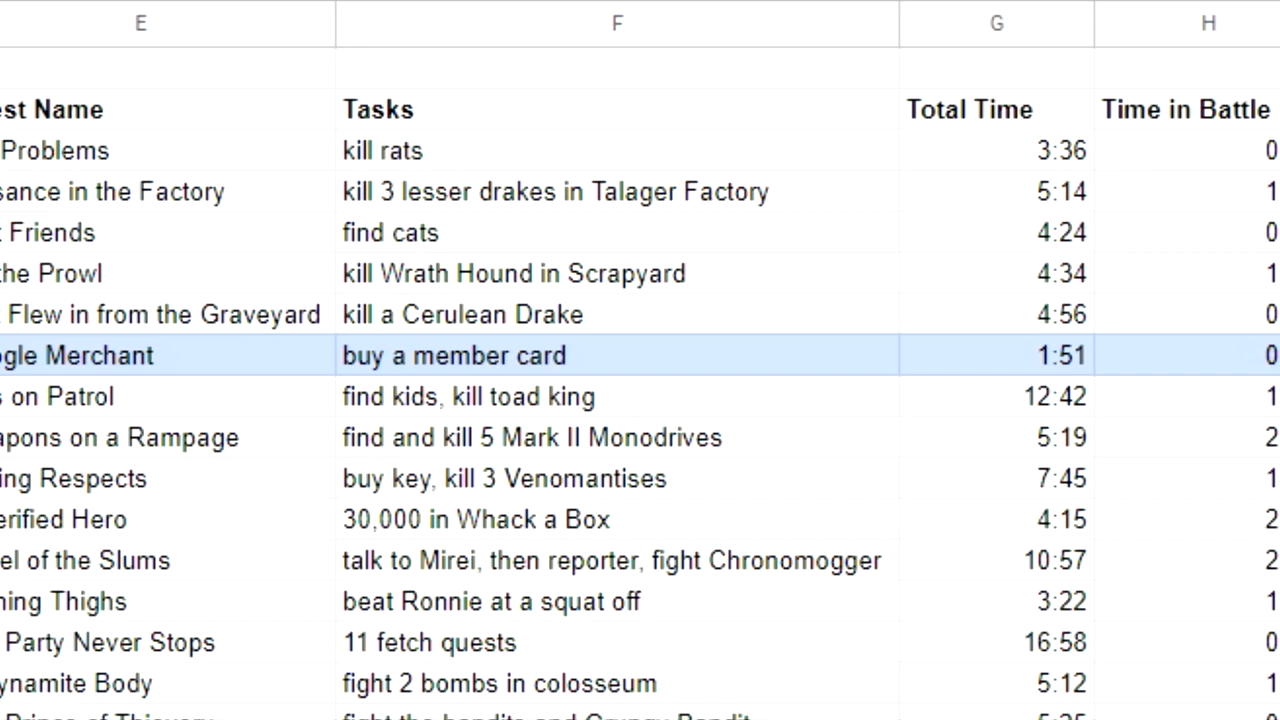 E F G H
est Name Tasks Total Time Time in Battle
Problems kill rats 3:36 0
sance in the Factory kill 3 lesser drakes in Talager Factory 5:14 1
Friends find cats 4:24 0
the Prowl kill Wrath Hound in Scrapyard 4:34 1
Flew in from the Graveyard kill a Cerulean Drake 4:56 0
ogle Merchant buy a member card 1:51 0
on Patrol find kids, kill toad king 12:42 1
apons on a Rampage find and kill 5 Mark II Monodrives 5:19 2
ing Respects buy key, kill 3 Venomantises 7:45 1
erified Hero 30,000 in Whack a Box 4:15 2
el of the Slums talk to Mirei, then reporter, fight Chronomogger 10:57 2
ning Thighs beat Ronnie at a squat off 3:22 1
Party Never Stops 11 fetch quests 16:58 0
ynamite Body fight 2 bombs in colosseum 5:12 1